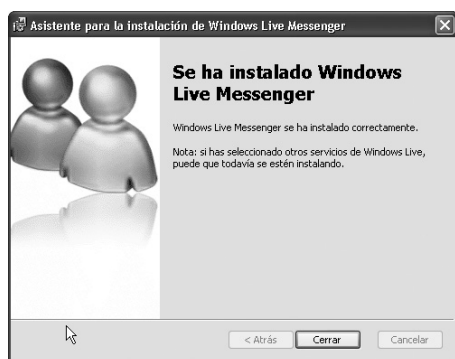 Asistente para la instalación de Windows Live Messenger
Se ha instalado Windows
Live Messenger
Windows Live Messenger se ha instalado correctamente.
Nota: si has seleccionado otros servicios de Windows Live,
puede que todavía se estén instalando.
< Atrás Cerrar Cancelar